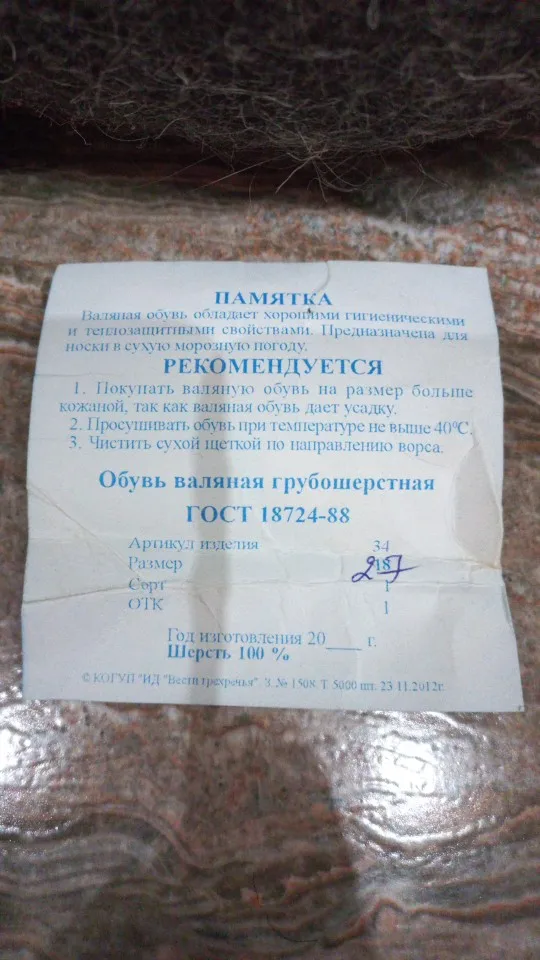 ПАМЯТКА
Валяная обувь обладает хорошими гигиеническими
и теплозащитными свойствами. Предназначена для
носки в сухую морозную погоду.
РЕКОМЕНДУЕТСЯ
1. Покупать валяную обувь на размер больше
кожаной, так как валяная обувь дает усадку.
2. Просушивать обувь при температуре не выше 40ºС.
3. Чистить сухой щеткой по направлению ворса.
Обувь валяная грубошерстная
ГОСТ 18724-88
Артикул изделия 34
Размер 18 27
Сорт 1
ОТК 1
Год изготовления 20____ г.
Шерсть 100 %
© КОГУП "ИД "Вести трехречья". З. № 1508. Т. 5000 шт. 23.11.2012г.